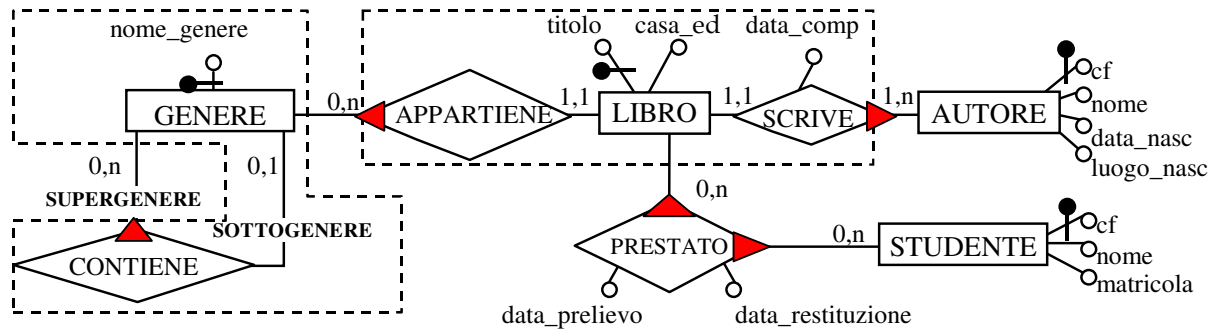 titolo casa_ed data_comp
nome_genere
cf
0,n 1,1 1,1 1,n
GENERE APPARTIENE LIBRO SCRIVE AUTORE
nome
data_nasc
luogo_nasc
0,n 0,1
0,n
SUPERGENERE
SOTTOGENERE
cf
CONTIENE PRESTATO 0,n STUDENTE
nome
matricola
data_prelievo data_restituzione